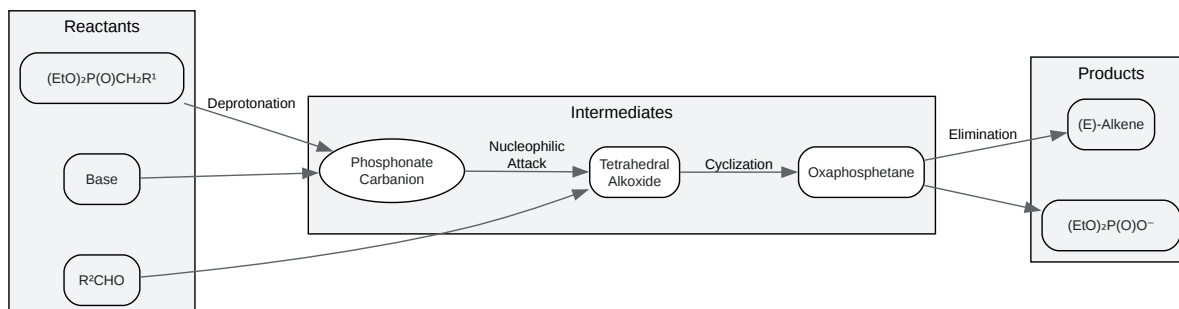 Reactants
(EtO)₂P(O)CH₂R¹
Base
R²CHO
Deprotonation
Intermediates
Phosphonate
Carbanion
Nucleophilic
Attack
Tetrahedral
Alkoxide
Cyclization
Oxaphosphetane
Elimination
Products
(E)-Alkene
(EtO)₂P(O)O⁻